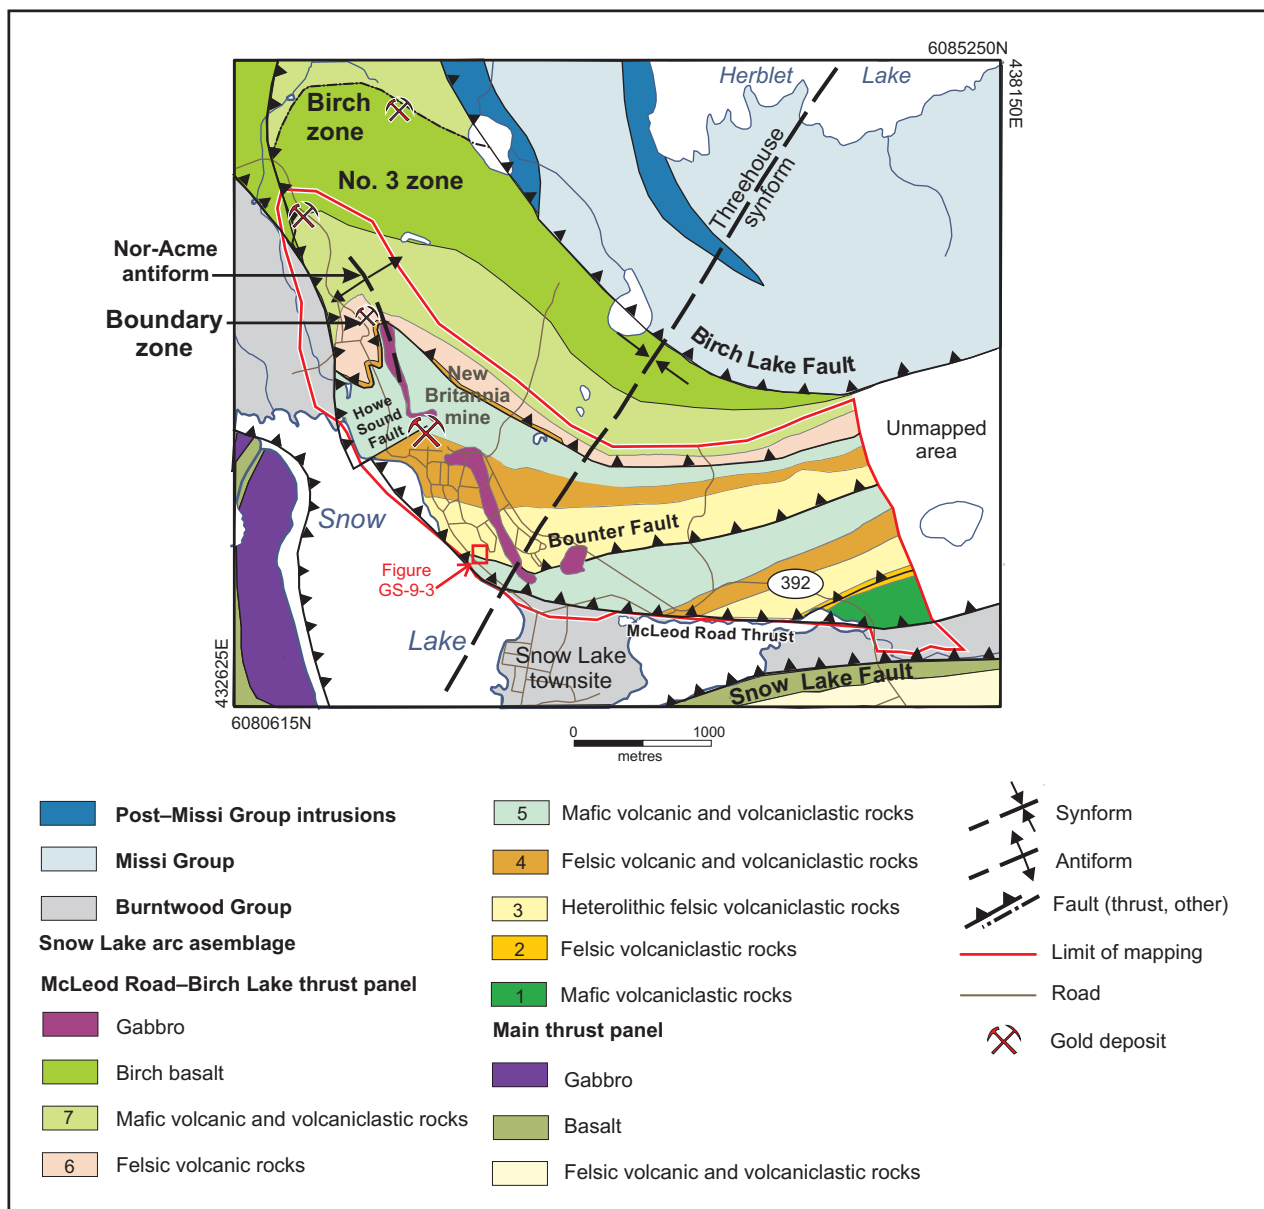 6085250N
438150E
Herblet Lake
Birch
zone
No. 3 zone
Threehouse
synform
Nor-Acme
antiform
Boundary
zone
Birch Lake Fault
New
Britannia
mine
Howe
Sound
Fault
Unmapped
area
Snow
Bounter Fault
Figure
GS-9-3
392
Lake
McLeod Road Thrust
Snow Lake
townsite
Snow Lake Fault
432625E
6080615N
0 1000
metres
Post–Missi Group intrusions
Missi Group
Burntwood Group
Snow Lake arc asemblage
McLeod Road–Birch Lake thrust panel
Gabbro
Birch basalt
7 Mafic volcanic and volcaniclastic rocks
6 Felsic volcanic rocks
5 Mafic volcanic and volcaniclastic rocks
4 Felsic volcanic and volcaniclastic rocks
3 Heterolithic felsic volcaniclastic rocks
2 Felsic volcaniclastic rocks
1 Mafic volcaniclastic rocks
Main thrust panel
Gabbro
Basalt
Felsic volcanic and volcaniclastic rocks
Synform
Antiform
Fault (thrust, other)
Limit of mapping
Road
Gold deposit